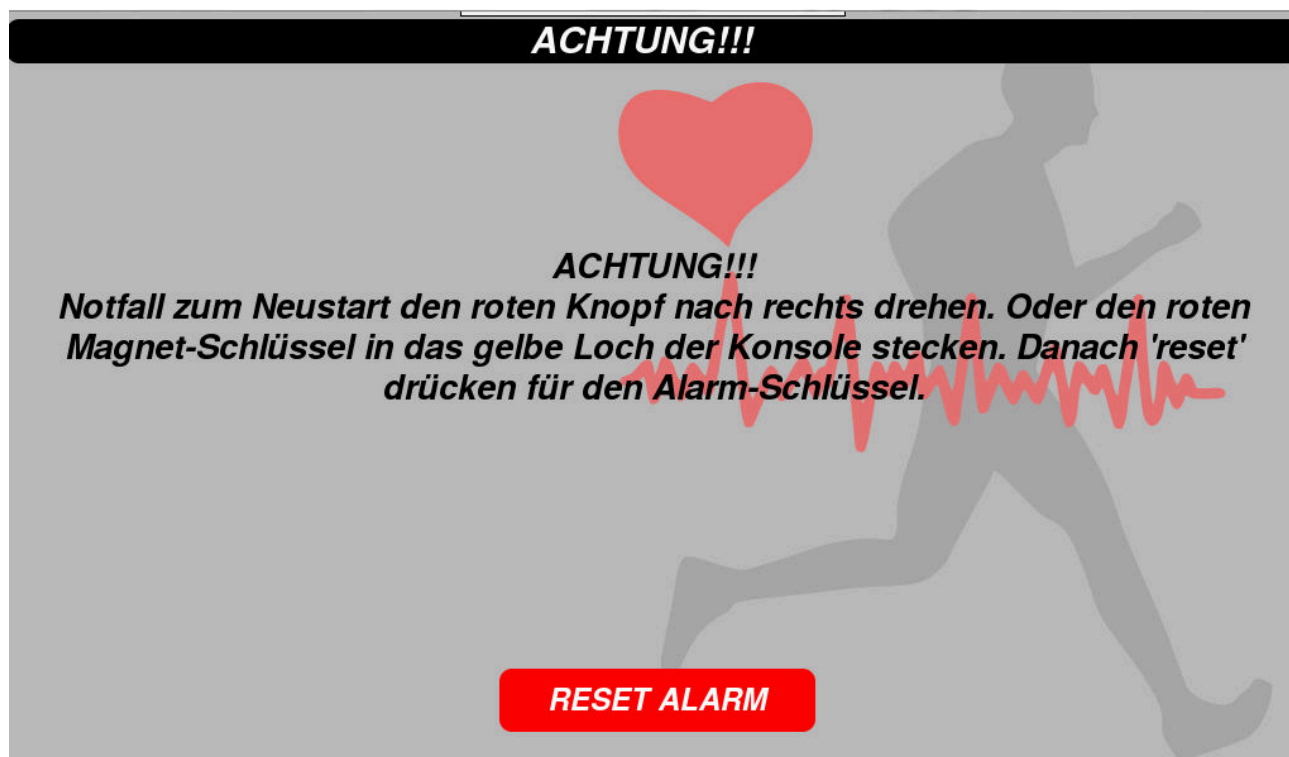 ACHTUNG!!!
ACHTUNG!!!
Notfall zum Neustart den roten Knopf nach rechts drehen. Oder den roten
Magnet-Schlüssel in das gelbe Loch der Konsole stecken. Danach 'reset'
drücken für den Alarm-Schlüssel.
RESET ALARM